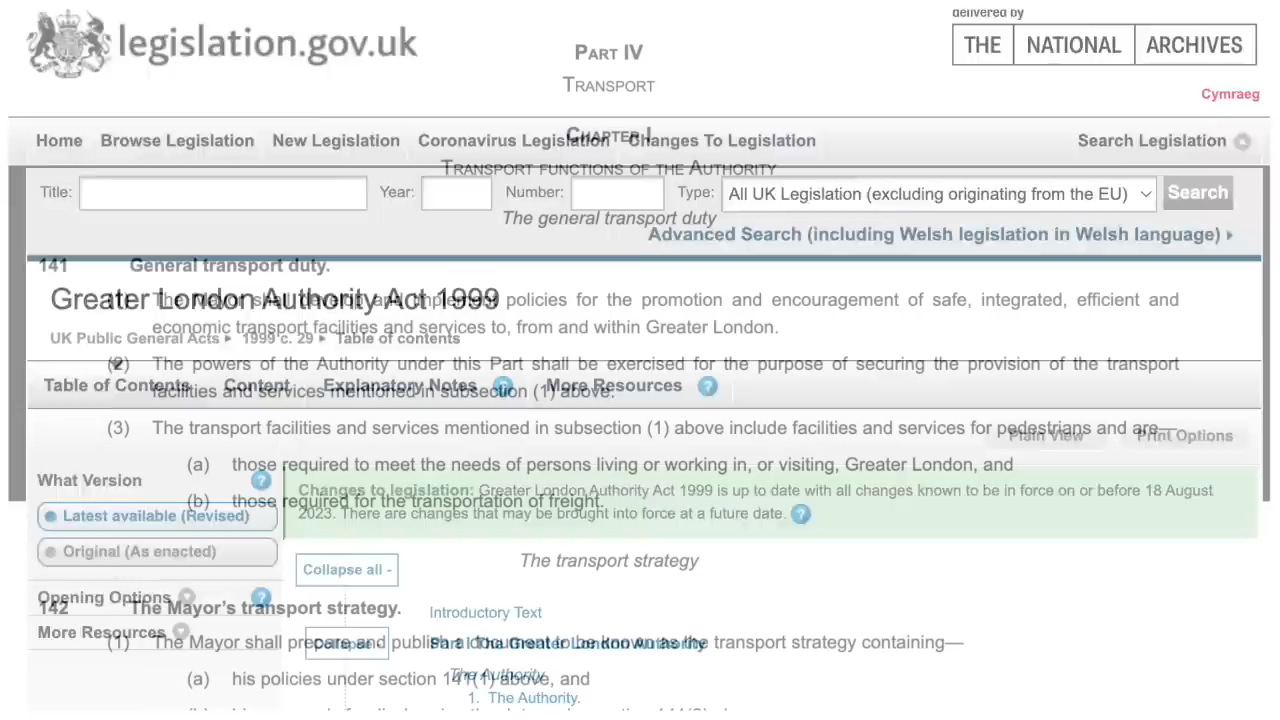 delivered by
legislation.gov.uk
THE NATIONAL ARCHIVES
PART IV
TRANSPORT
Cymraeg
Home Browse Legislation New Legislation Coronavirus Legislation Changes To Legislation Search Legislation
CHAPTER I
TRANSPORT FUNCTIONS OF THE AUTHORITY
Title: Year: Number: Type: All UK Legislation (excluding originating from the EU) Search
The general transport duty
Advanced Search (including Welsh legislation in Welsh language)
141 General transport duty.
Greater London Authority Act 1999
(1) The Mayor shall develop and implement policies for the promotion and encouragement of safe, integrated, efficient and
economic transport facilities and services to, from and within Greater London.
UK Public General Acts 1999 c. 29 Table of contents
(2) The powers of the Authority under this Part shall be exercised for the purpose of securing the provision of the transport
facilities and services mentioned in subsection (1) above.
Table of Contents Content Explanatory Notes ? More Resources ?
(3) The transport facilities and services mentioned in subsection (1) above include facilities and services for pedestrians and are—
Plain View Print Options
(a) those required to meet the needs of persons living or working in, or visiting, Greater London, and
What Version ?
Changes to legislation: Greater London Authority Act 1999 is up to date with all changes known to be in force on or before 18 August
2023. There are changes that may be brought into force at a future date. ?
(b) those required for the transportation of freight.
Latest available (Revised)
Original (As enacted)
The transport strategy
Collapse all -
Opening Options ?
142 The Mayor's transport strategy.
Introductory Text
More Resources
(1) The Mayor shall prepare and publish a document to be known as the transport strategy containing—
Collapse -
Part I The Greater London Authority
(a) his policies under section 141(1) above, and
The Authority
1. The Authority.